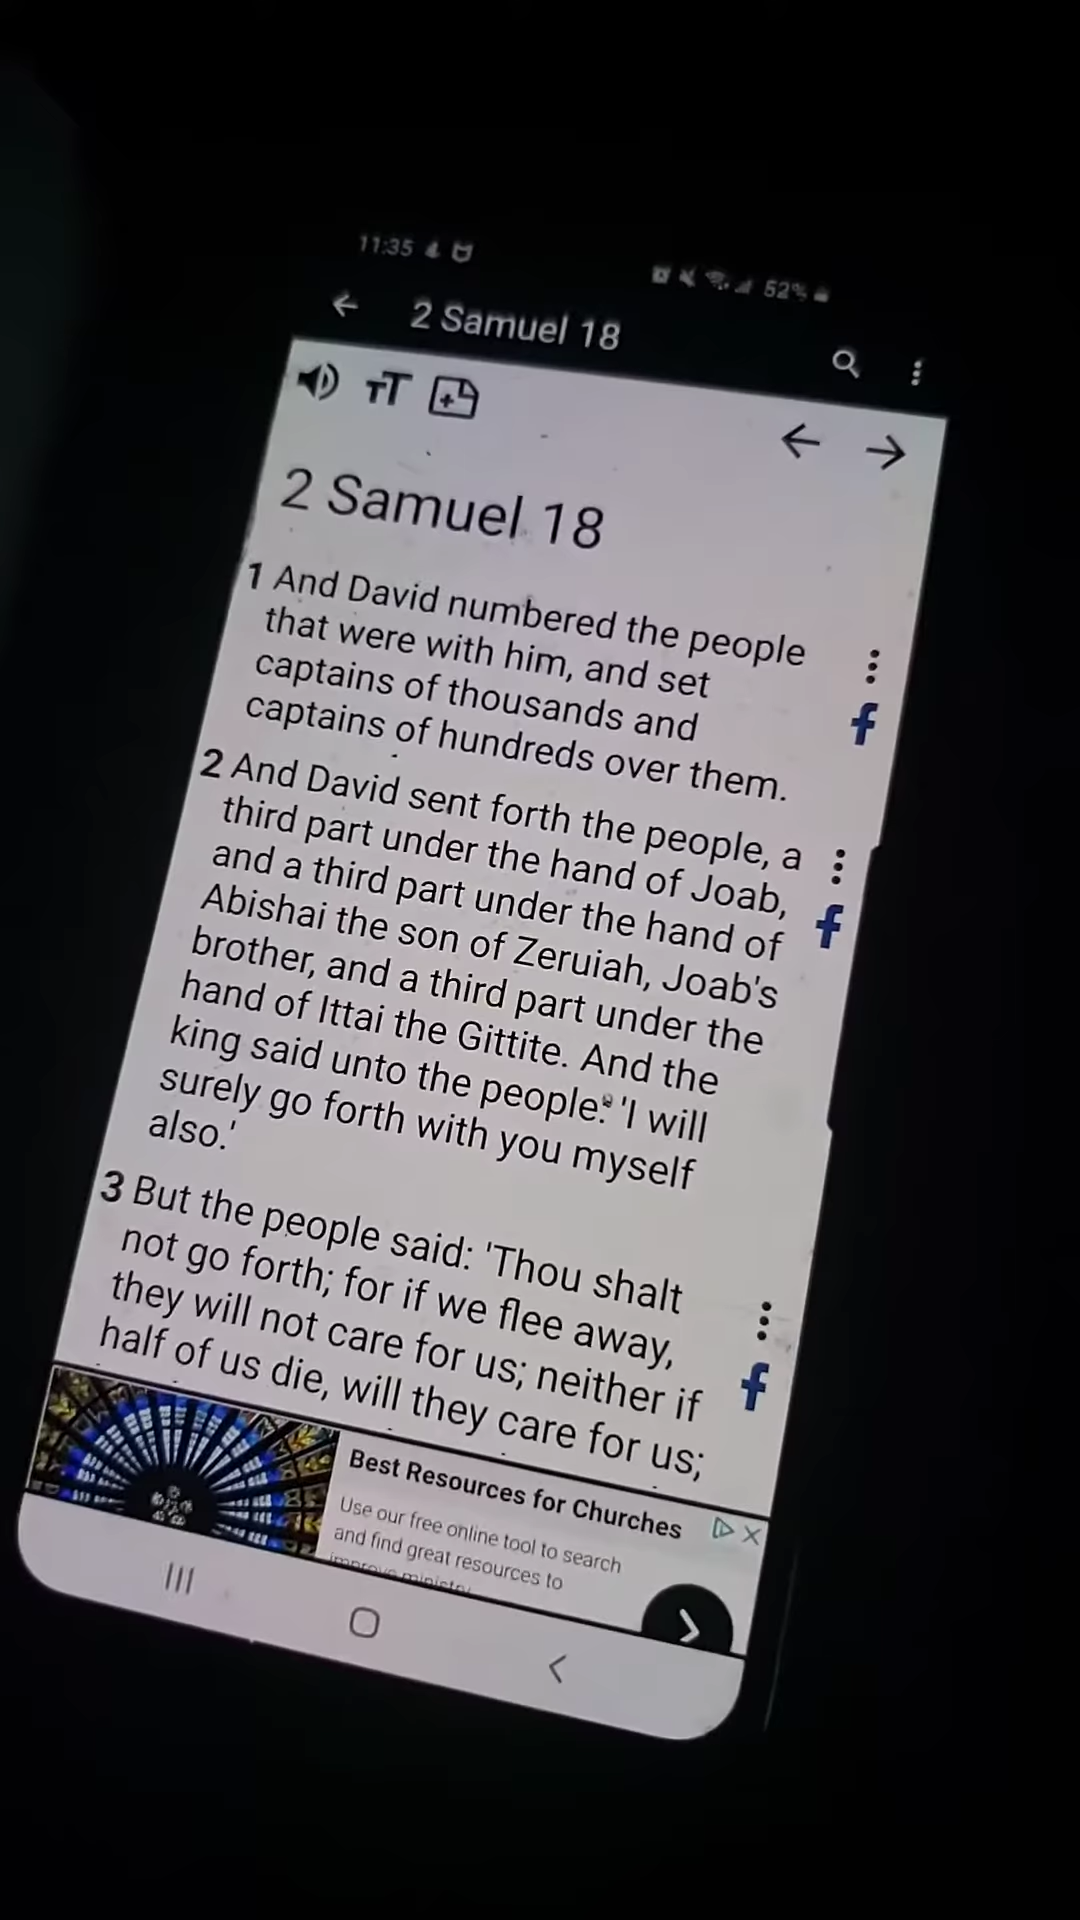 11:35
52%
2 Samuel 18
2 Samuel 18
1 And David numbered the people
that were with him, and set
captains of thousands and
captains of hundreds over them.
2 And David sent forth the people, a
third part under the hand of Joab,
and a third part under the hand of
Abishai the son of Zeruiah, Joab's
brother, and a third part under the
hand of Ittai the Gittite. And the
king said unto the people: 'I will
surely go forth with you myself
also.'
3 But the people said: 'Thou shalt
not go forth; for if we flee away,
they will not care for us; neither if
half of us die, will they care for us;
Best Resources for Churches
Use our free online tool to search
and find great resources to
improve ministry